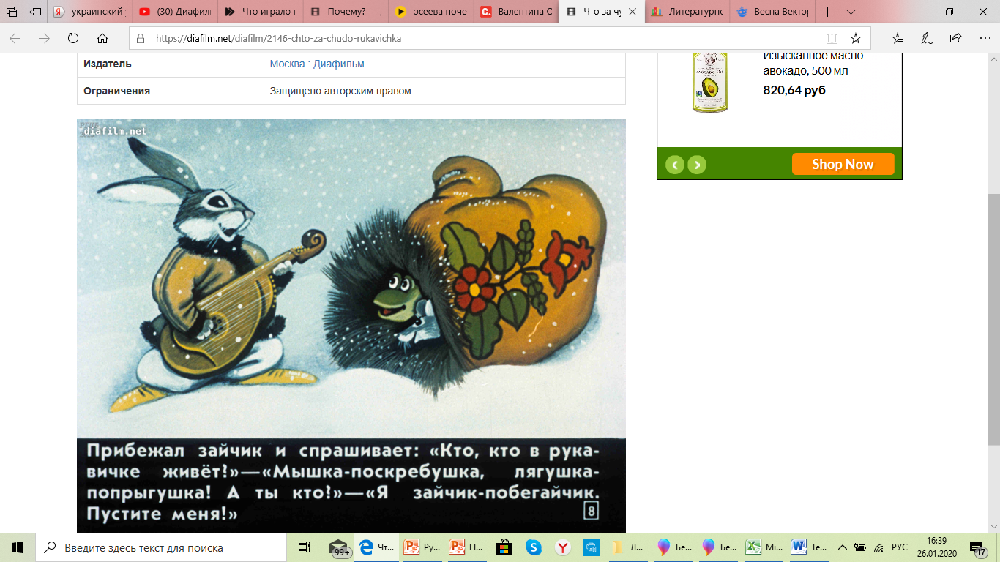 украинский у
(30) Диафил
Что играло н
Почему? — ,
осеева поче
Валентина С
Что за чу
Литературно
Весна Вектор
https://diafilm.net/diafilm/2146-chto-za-chudo-rukavichka
Издатель
Москва : Диафильм
Ограничения
Защищено авторским правом
Изысканное масло
авокадо, 500 мл
820,64 руб
Shop Now
diafilm.net
Прибежал зайчик и спрашивает: «Кто, кто в рука-
вичке живёт?»—«Мышка-поскребушка, лягушка-
попрыгушка! А ты кто?»—«Я зайчик-побегайчик.
Пустите меня!»
8
Введите здесь текст для поиска
99+
Чт...
Ру...
П...
Л...
Бе...
Бе...
Mi...
Те...
РУС
16:39
26.01.2020
17